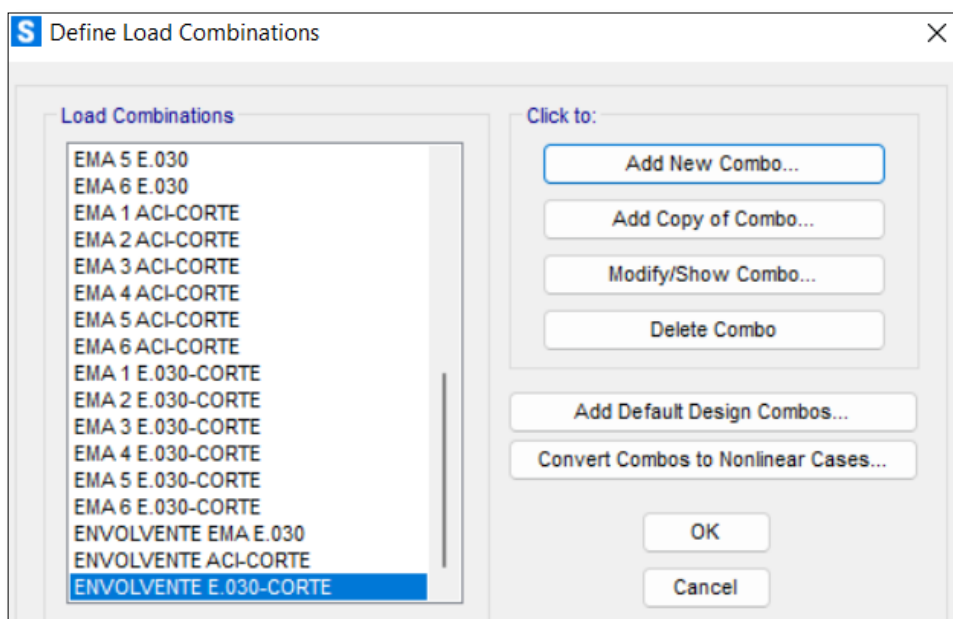 S Define Load Combinations
Load Combinations
EMA 5 E.030
EMA 6 E.030
EMA 1 ACI-CORTE
EMA 2 ACI-CORTE
EMA 3 ACI-CORTE
EMA 4 ACI-CORTE
EMA 5 ACI-CORTE
EMA 6 ACI-CORTE
EMA 1 E.030-CORTE
EMA 2 E.030-CORTE
EMA 3 E.030-CORTE
EMA 4 E.030-CORTE
EMA 5 E.030-CORTE
EMA 6 E.030-CORTE
ENVOLVENTE EMA E.030
ENVOLVENTE ACI-CORTE
ENVOLVENTE E.030-CORTE
Click to:
Add New Combo...
Add Copy of Combo...
Modify/Show Combo...
Delete Combo
Add Default Design Combos...
Convert Combos to Nonlinear Cases...
OK
Cancel